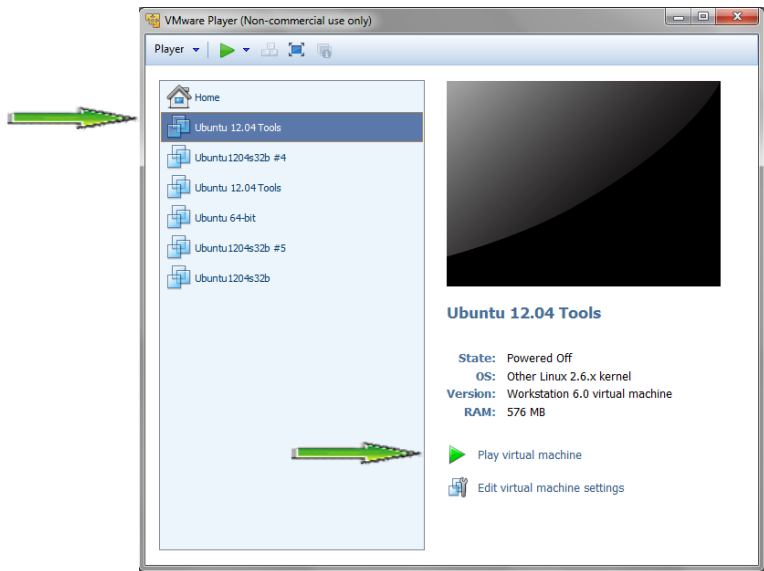 VMware Player (Non-commercial use only)
Player
Home
Ubuntu 12.04 Tools
Ubuntu1204s32b #4
Ubuntu 12.04 Tools
Ubuntu 64-bit
Ubuntu1204s32b #5
Ubuntu1204s32b
Ubuntu 12.04 Tools
State: Powered Off
OS: Other Linux 2.6.x kernel
Version: Workstation 6.0 virtual machine
RAM: 576 MB
Play virtual machine
Edit virtual machine settings